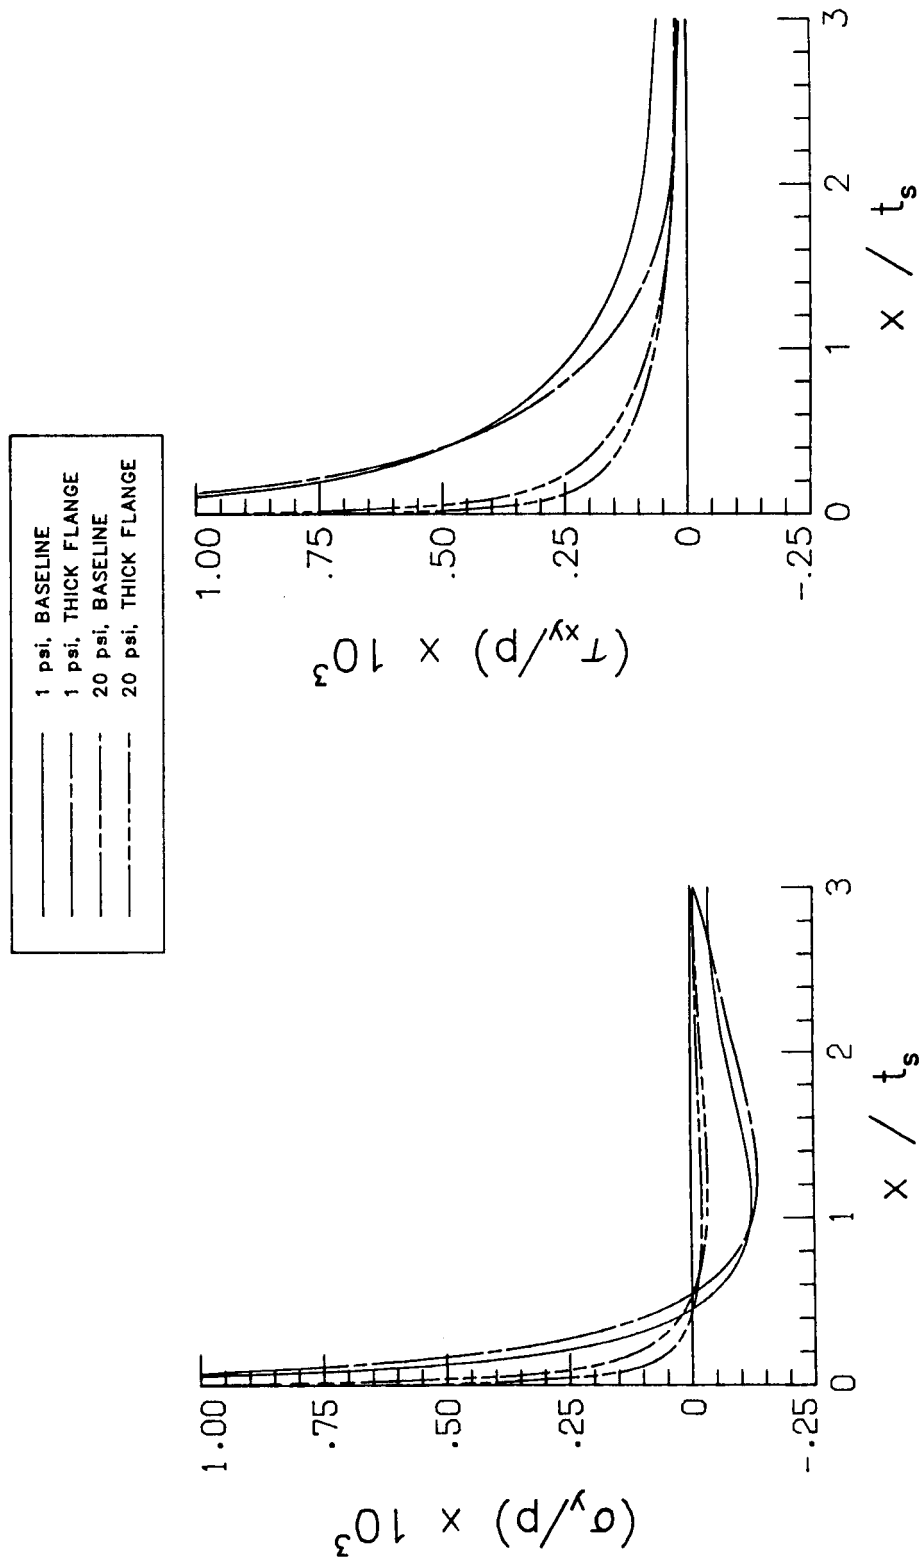 1 psi, BASELINE
1 psi, THICK FLANGE
20 psi, BASELINE
20 psi, THICK FLANGE
(σy/p) × 10³
1.00
.75
.50
.25
0
-.25
0
1
2
3
x / ts
(τxy/p) × 10³
1.00
.75
.50
.25
0
-.25
0
1
2
3
x / ts